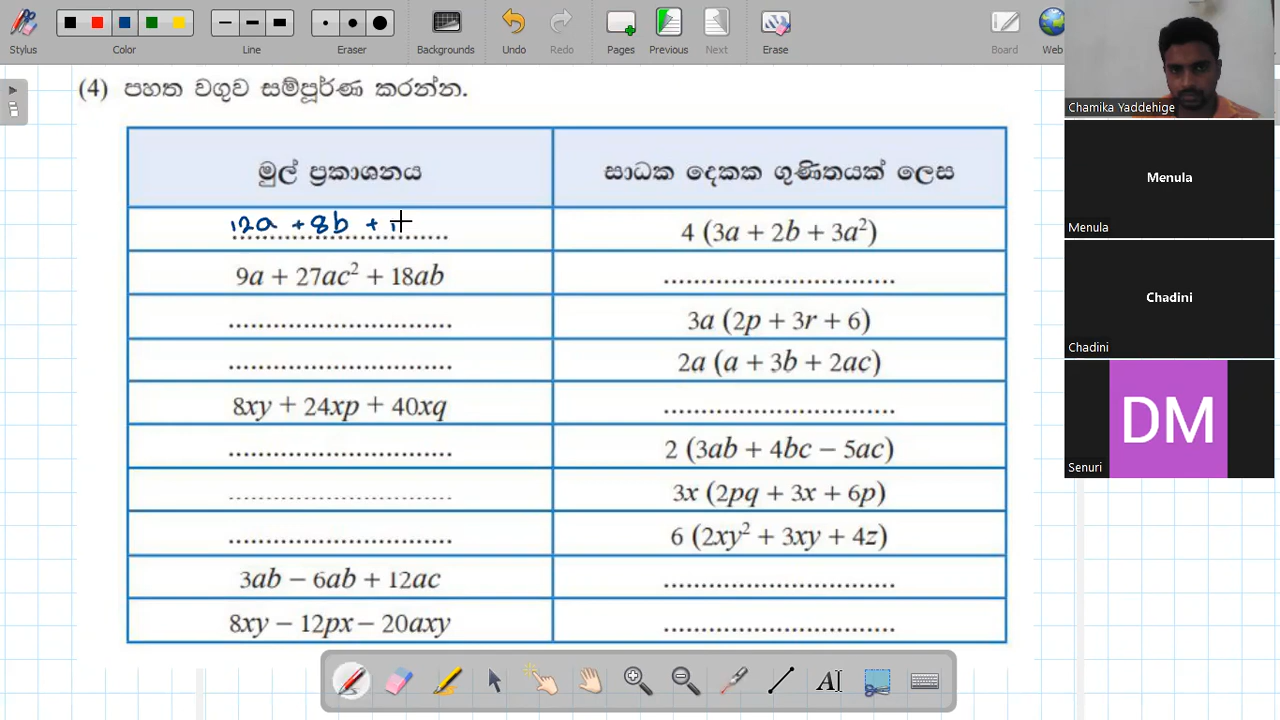 Stylus
Color
Line
Eraser
Backgrounds
Undo
Redo
Pages
Previous
Next
Erase
Board
Web
(4) පහත වගුව සම්පූර්ණ කරන්න.
මුල් ප්‍රකාශනය
සාධක දෙකක ගුණිතයක් ලෙස
12a + 8b + 1
4 (3a + 2b + 3a²)
9a + 27ac² + 18ab
..............................
..............................
3a (2p + 3r + 6)
..............................
2a (a + 3b + 2ac)
8xy + 24xp + 40xq
..............................
..............................
2 (3ab + 4bc − 5ac)
..............................
3x (2pq + 3x + 6p)
..............................
6 (2xy² + 3xy + 4z)
3ab − 6ab + 12ac
..............................
8xy − 12px − 20axy
..............................
Chamika Yaddehige
Menula
Menula
Chadini
Chadini
DM
Senuri